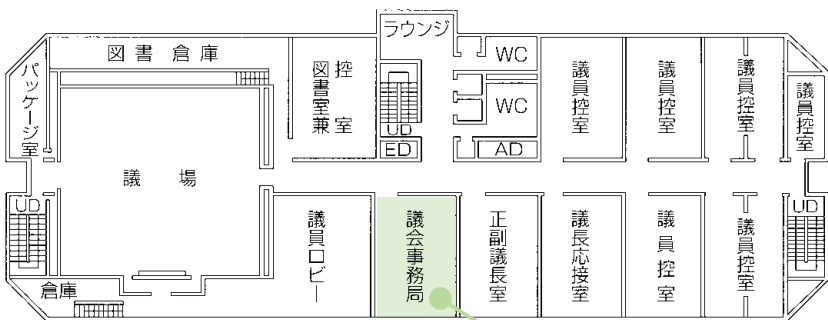 ラウンジ
図書倉庫
パッケージ室
図書室兼
控室
WC
WC
議員控室
議員控室
議員控室
議員控室
UD
ED
AD
議場
UD
UD
議員ロビー
議会事務局
正副議長室
議長応接室
議員控室
議員控室
倉庫